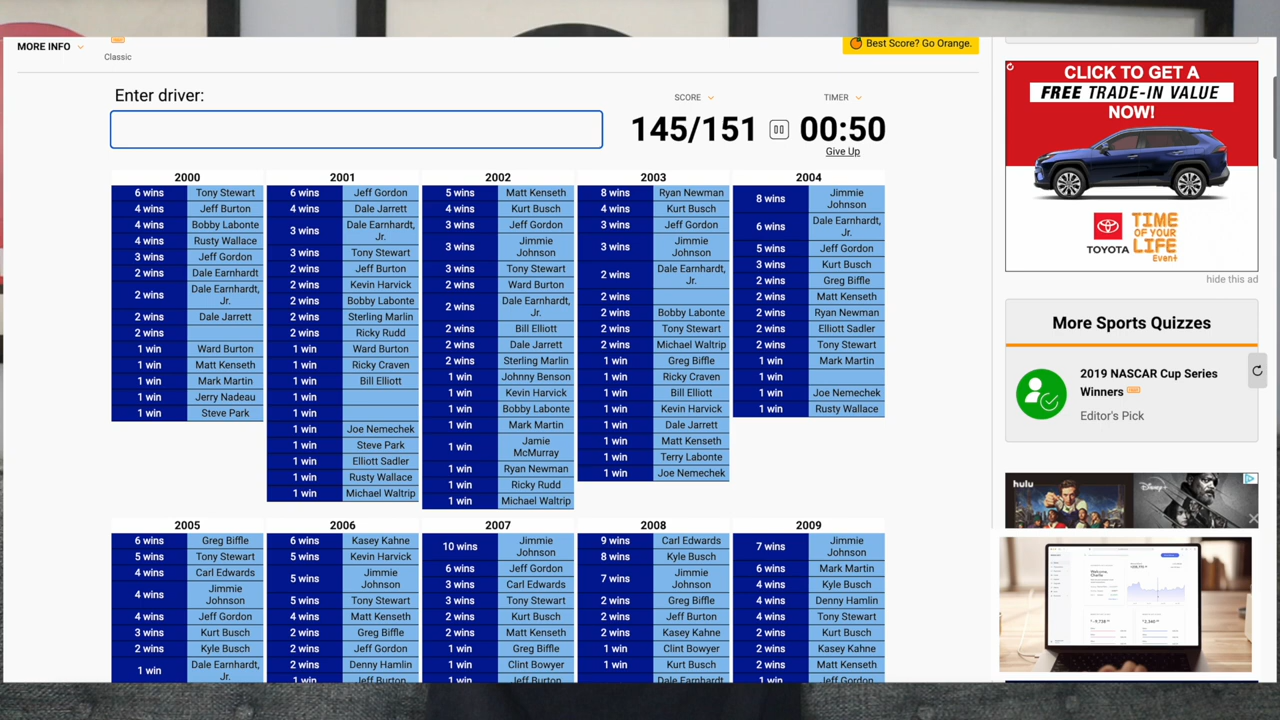 MORE INFO
Classic
Best Score? Go Orange.
Enter driver:
SCORE
TIMER
145/151
00:50
Give Up
2000
6 wins Tony Stewart
4 wins Jeff Burton
4 wins Bobby Labonte
4 wins Rusty Wallace
3 wins Jeff Gordon
2 wins Dale Earnhardt
2 wins Dale Earnhardt, Jr.
2 wins Dale Jarrett
2 wins
1 win Ward Burton
1 win Matt Kenseth
1 win Mark Martin
1 win Jerry Nadeau
1 win Steve Park
2001
6 wins Jeff Gordon
4 wins Dale Jarrett
3 wins Dale Earnhardt, Jr.
3 wins Tony Stewart
2 wins Jeff Burton
2 wins Kevin Harvick
2 wins Bobby Labonte
2 wins Sterling Marlin
2 wins Ricky Rudd
1 win Ward Burton
1 win Ricky Craven
1 win Bill Elliott
1 win
1 win Joe Nemechek
1 win Steve Park
1 win Elliott Sadler
1 win Rusty Wallace
1 win Michael Waltrip
2002
5 wins Matt Kenseth
4 wins Kurt Busch
3 wins Jeff Gordon
3 wins Jimmie Johnson
3 wins Tony Stewart
2 wins Ward Burton
2 wins Dale Earnhardt, Jr.
2 wins Bill Elliott
2 wins Dale Jarrett
2 wins Sterling Marlin
1 win Johnny Benson
1 win Kevin Harvick
1 win Bobby Labonte
1 win Mark Martin
1 win Jamie McMurray
1 win Ryan Newman
1 win Ricky Rudd
1 win Michael Waltrip
2003
8 wins Ryan Newman
4 wins Kurt Busch
3 wins Jeff Gordon
3 wins Jimmie Johnson
2 wins Dale Earnhardt, Jr.
2 wins
2 wins Bobby Labonte
2 wins Tony Stewart
2 wins Michael Waltrip
1 win Greg Biffle
1 win Ricky Craven
1 win Bill Elliott
1 win Kevin Harvick
1 win Dale Jarrett
1 win Matt Kenseth
1 win Terry Labonte
1 win Joe Nemechek
2004
8 wins Jimmie Johnson
6 wins Dale Earnhardt, Jr.
5 wins Jeff Gordon
3 wins Kurt Busch
2 wins Greg Biffle
2 wins Matt Kenseth
2 wins Ryan Newman
2 wins Elliott Sadler
2 wins Tony Stewart
1 win Mark Martin
1 win
1 win Joe Nemechek
1 win Rusty Wallace
2005
6 wins Greg Biffle
5 wins Tony Stewart
4 wins Carl Edwards
4 wins Jimmie Johnson
4 wins Jeff Gordon
3 wins Kurt Busch
2 wins Kyle Busch
1 win Dale Earnhardt, Jr.
2006
6 wins Kasey Kahne
5 wins Kevin Harvick
5 wins Jimmie Johnson
5 wins Tony Stewart
4 wins Matt Kenseth
2 wins Greg Biffle
2 wins Jeff Gordon
2 wins Denny Hamlin
1 win Jeff Burton
2007
10 wins Jimmie Johnson
6 wins Jeff Gordon
3 wins Carl Edwards
3 wins Tony Stewart
2 wins Kurt Busch
2 wins Matt Kenseth
1 win Greg Biffle
1 win Clint Bowyer
1 win Jeff Burton
2008
9 wins Carl Edwards
8 wins Kyle Busch
7 wins Jimmie Johnson
2 wins Greg Biffle
2 wins Jeff Burton
2 wins Kasey Kahne
1 win Clint Bowyer
1 win Kurt Busch
Dale Earnhardt
2009
7 wins Jimmie Johnson
5 wins Mark Martin
4 wins Kyle Busch
4 wins Denny Hamlin
4 wins Tony Stewart
2 wins Kurt Busch
2 wins Kasey Kahne
2 wins Matt Kenseth
1 win Jeff Gordon
CLICK TO GET A
FREE TRADE-IN VALUE
NOW!
TOYOTA
TIME
OF YOUR
LIFE
Event
hide this ad
More Sports Quizzes
2019 NASCAR Cup Series
Winners
Editor's Pick
hulu
Disney+